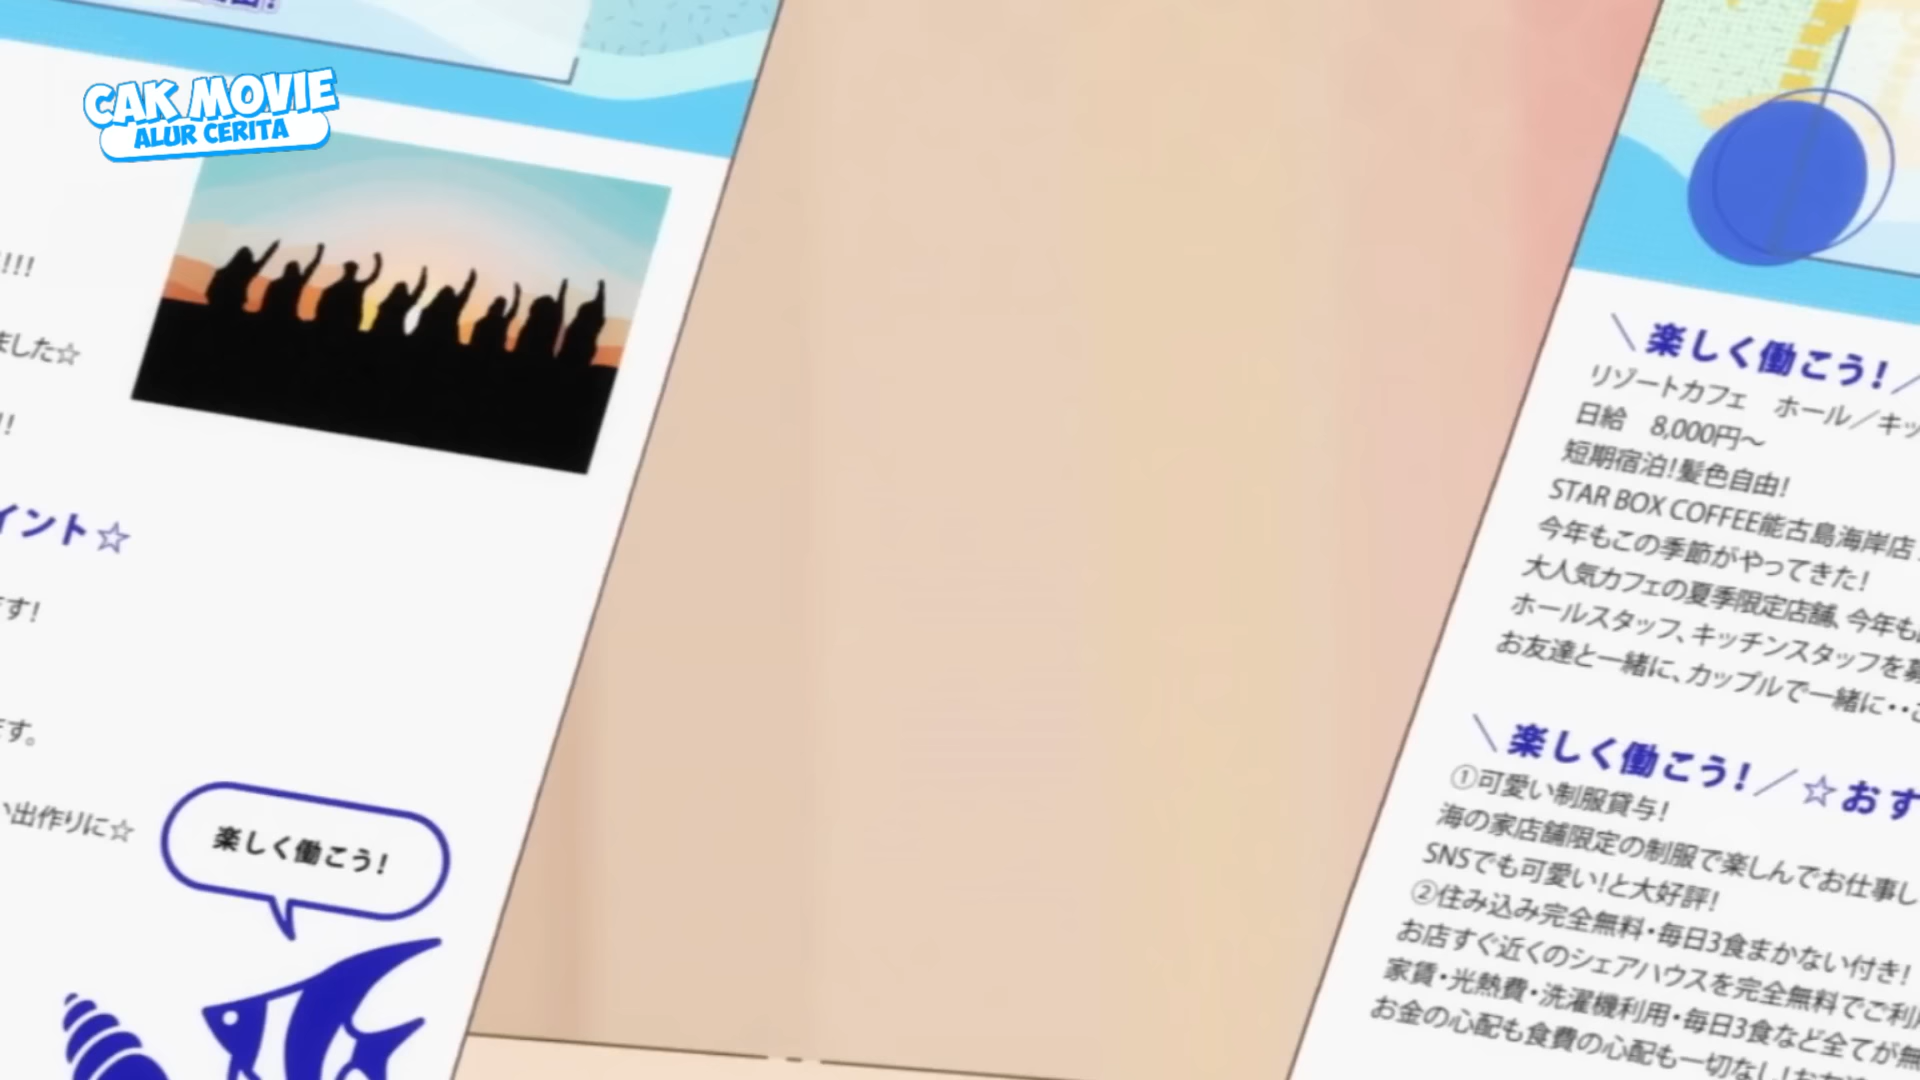 由!
CAK MOVIE
ALUR CERITA
!!!!
ました☆
!!
イント☆
ます!
ます。
い出作りに☆
楽しく働こう!
\ 楽しく働こう! /
リゾートカフェ ホール/キッ
日給 8,000円~
短期宿泊!髪色自由!
STAR BOX COFFEE能古島海岸店
今年もこの季節がやってきた!
大人気カフェの夏季限定店舗、今年も
ホールスタッフ、キッチンスタッフを募
お友達と一緒に、カップルで一緒に・・
\ 楽しく働こう! / ☆おす
①可愛い制服貸与!
海の家店舗限定の制服で楽しんでお仕事し
SNSでも可愛い!と大好評!
②住み込み完全無料・毎日3食まかない付き!
お店すぐ近くのシェアハウスを完全無料でご利
家賃・光熱費・洗濯機利用・毎日3食など全てが無
お金の心配も食費の心配も一切なし!お友